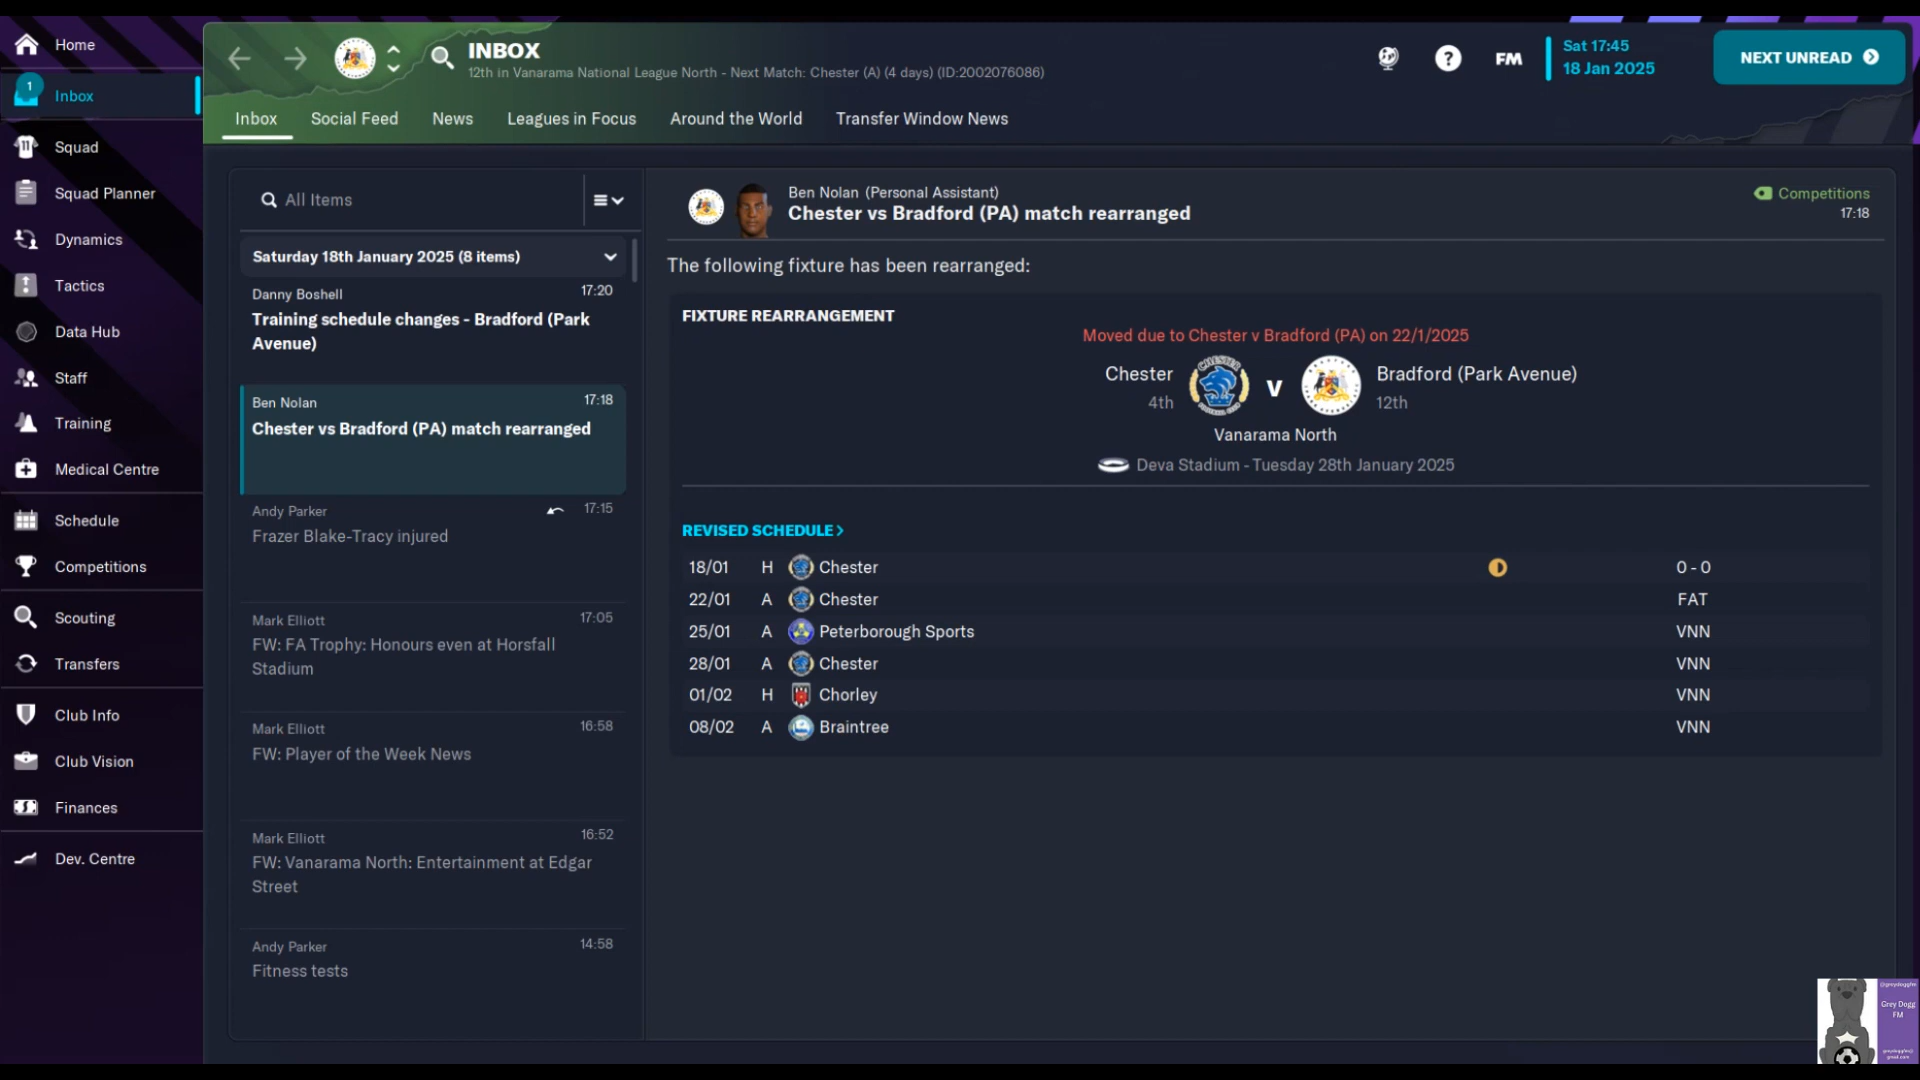 Home
1
Inbox
Squad
Squad Planner
Dynamics
Tactics
Data Hub
Staff
Training
Medical Centre
Schedule
Competitions
Scouting
Transfers
Club Info
Club Vision
Finances
Dev. Centre
INBOX
12th in Vanarama National League North - Next Match: Chester (A) (4 days) (ID:2002076086)
?
FM
Sat 17:45
18 Jan 2025
NEXT UNREAD
Inbox
Social Feed
News
Leagues in Focus
Around the World
Transfer Window News
All Items
Saturday 18th January 2025 (8 items)
Danny Boshell 17:20
Training schedule changes - Bradford (Park
Avenue)
Ben Nolan 17:18
Chester vs Bradford (PA) match rearranged
Andy Parker 17:15
Frazer Blake-Tracy injured
Mark Elliott 17:05
FW: FA Trophy: Honours even at Horsfall
Stadium
Mark Elliott 16:58
FW: Player of the Week News
Mark Elliott 16:52
FW: Vanarama North: Entertainment at Edgar
Street
Andy Parker 14:58
Fitness tests
Ben Nolan (Personal Assistant)
Chester vs Bradford (PA) match rearranged
Competitions
17:18
The following fixture has been rearranged:
FIXTURE REARRANGEMENT
Moved due to Chester v Bradford (PA) on 22/1/2025
Chester
4th
CHESTER
V
Bradford (Park Avenue)
12th
Vanarama North
Deva Stadium - Tuesday 28th January 2025
REVISED SCHEDULE >
18/01 H Chester 0 - 0
22/01 A Chester FAT
25/01 A Peterborough Sports VNN
28/01 A Chester VNN
01/02 H Chorley VNN
08/02 A Braintree VNN
@greydoggfm
Grey Dogg
FM
greydoggfm@
gmail.com